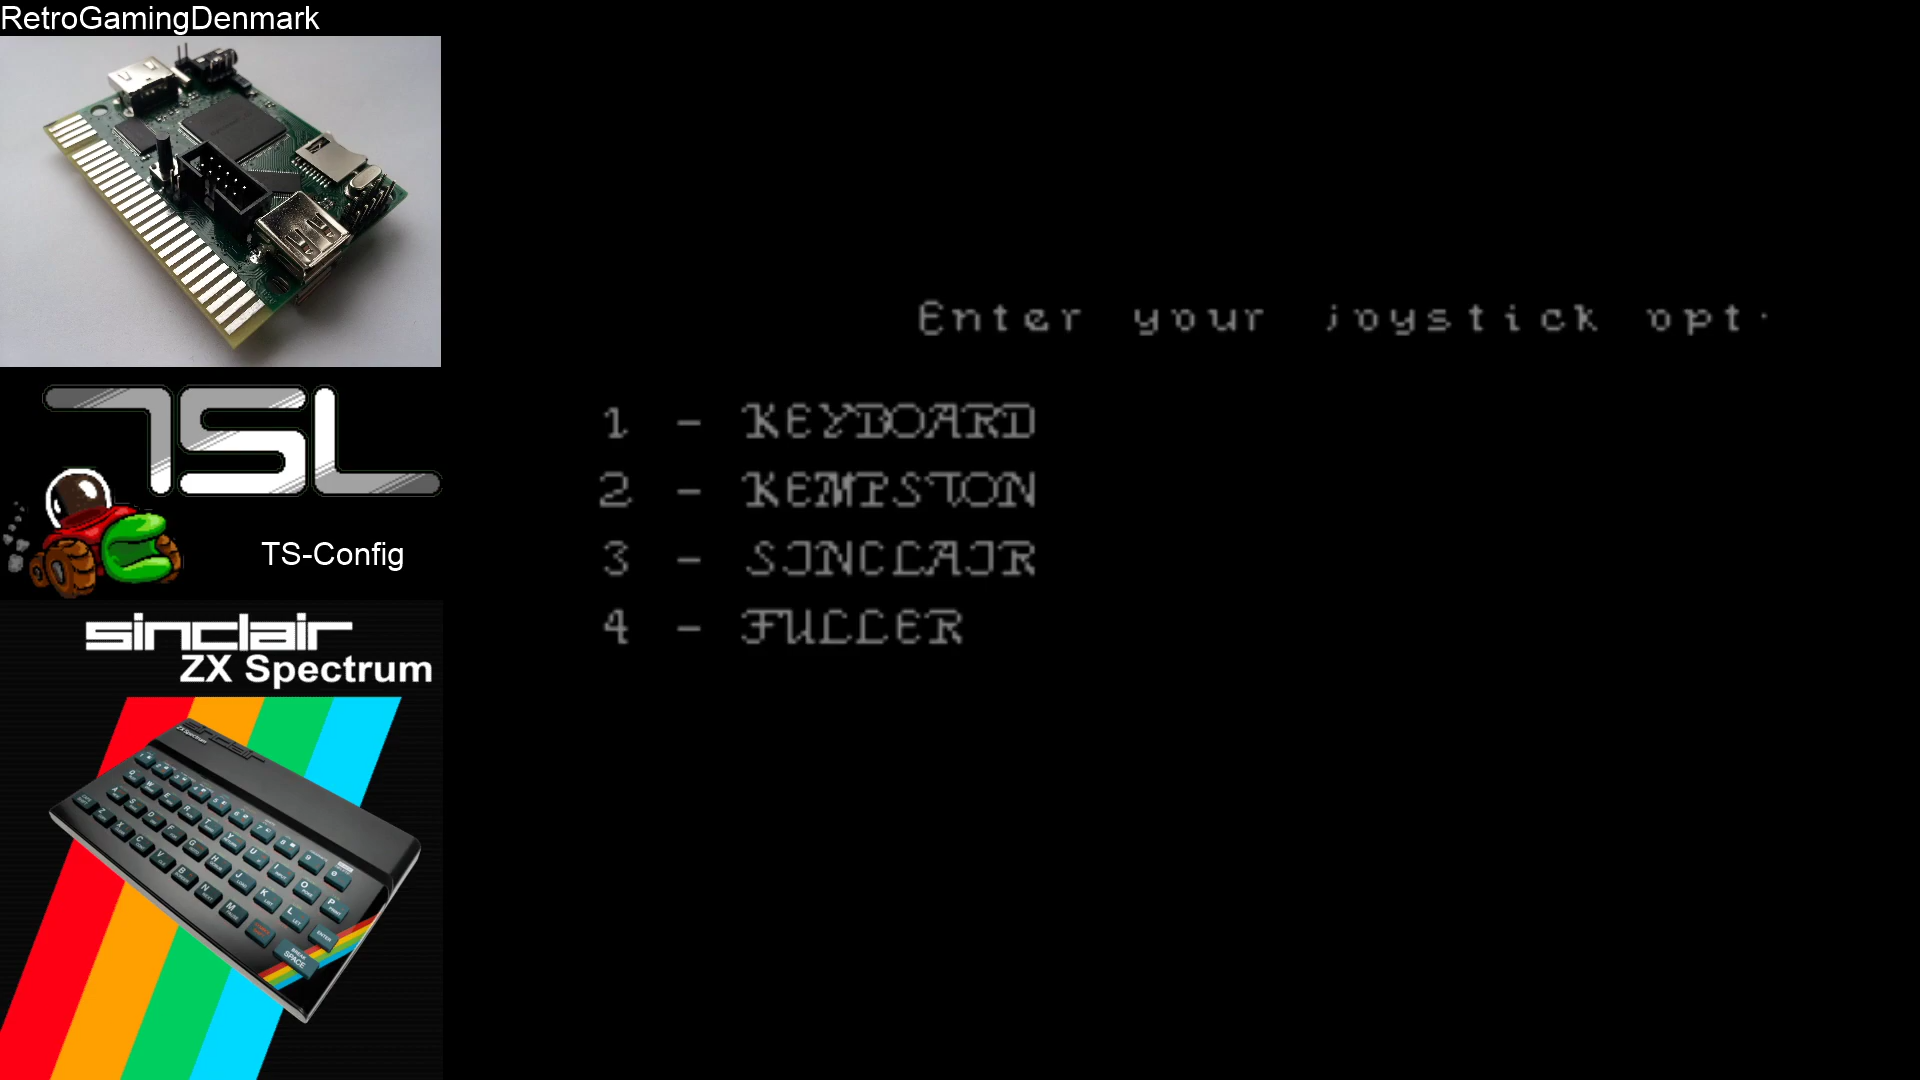 RetroGamingDenmark
TSL
TS-Config
sinclair
ZX Spectrum
Enter your joystick opt
1 - KEYBOARD
2 - KEMPSTON
3 - SINCLAIR
4 - FULLER